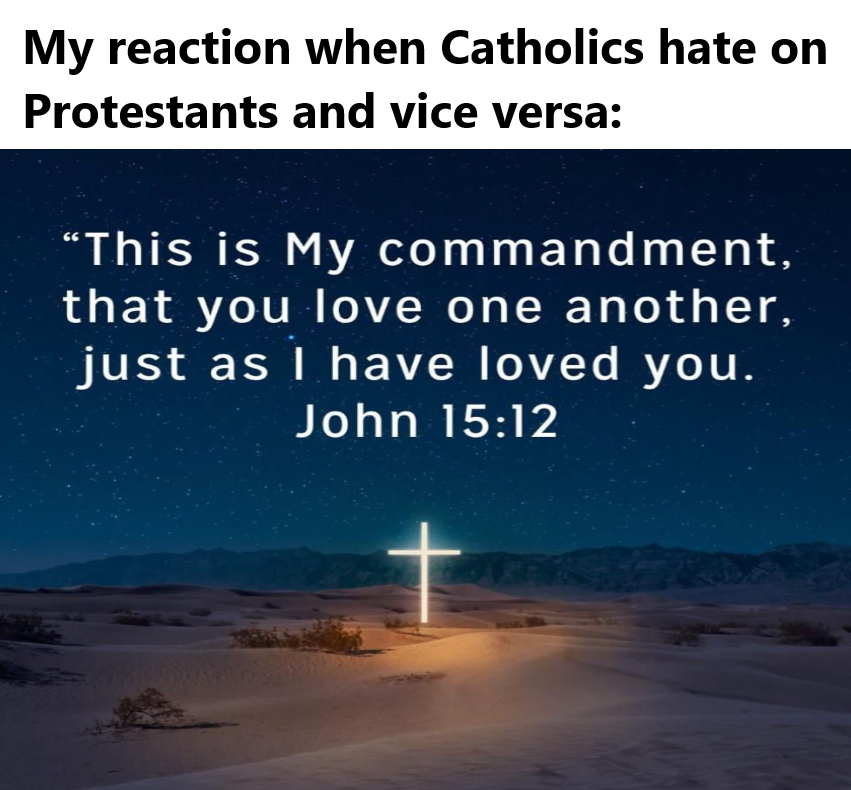 My reaction when Catholics hate on
Protestants and vice versa:
“This is My commandment,
that you love one another,
just as I have loved you.
John 15:12